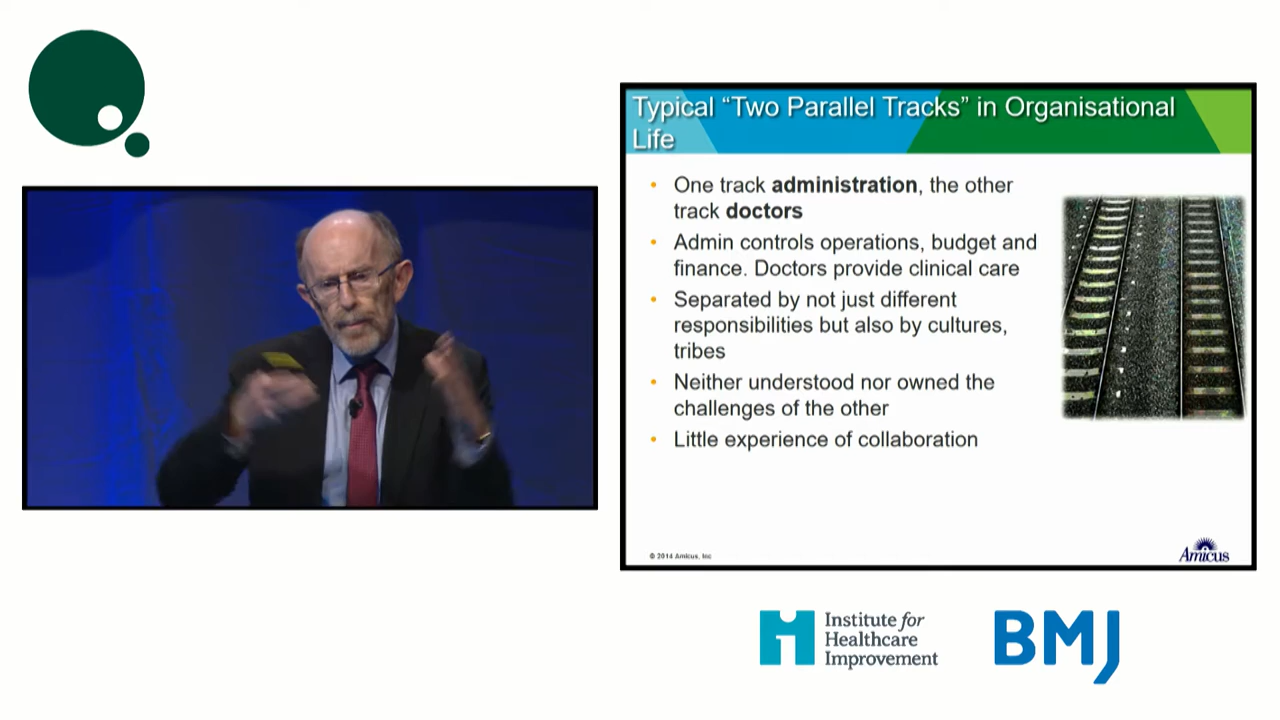 Typical “Two Parallel Tracks” in Organisational
Life
• One track administration, the other
track doctors
• Admin controls operations, budget and
finance. Doctors provide clinical care
• Separated by not just different
responsibilities but also by cultures,
tribes
• Neither understood nor owned the
challenges of the other
• Little experience of collaboration
© 2014 Amicus, Inc
Amicus
Institute for
Healthcare
Improvement
BMJ